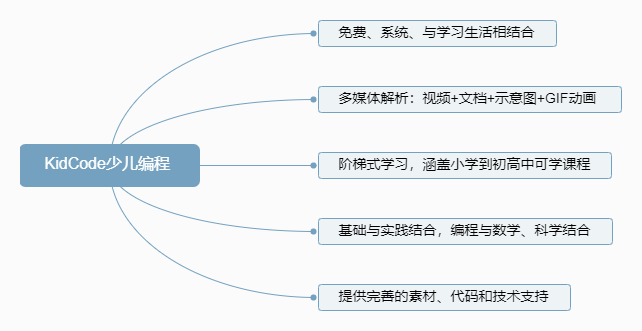 免费、系统、与学习生活相结合
多媒体解析：视频+文档+示意图+GIF动画
KidCode少儿编程
阶梯式学习，涵盖小学到初高中可学课程
基础与实践结合，编程与数学、科学结合
提供完善的素材、代码和技术支持